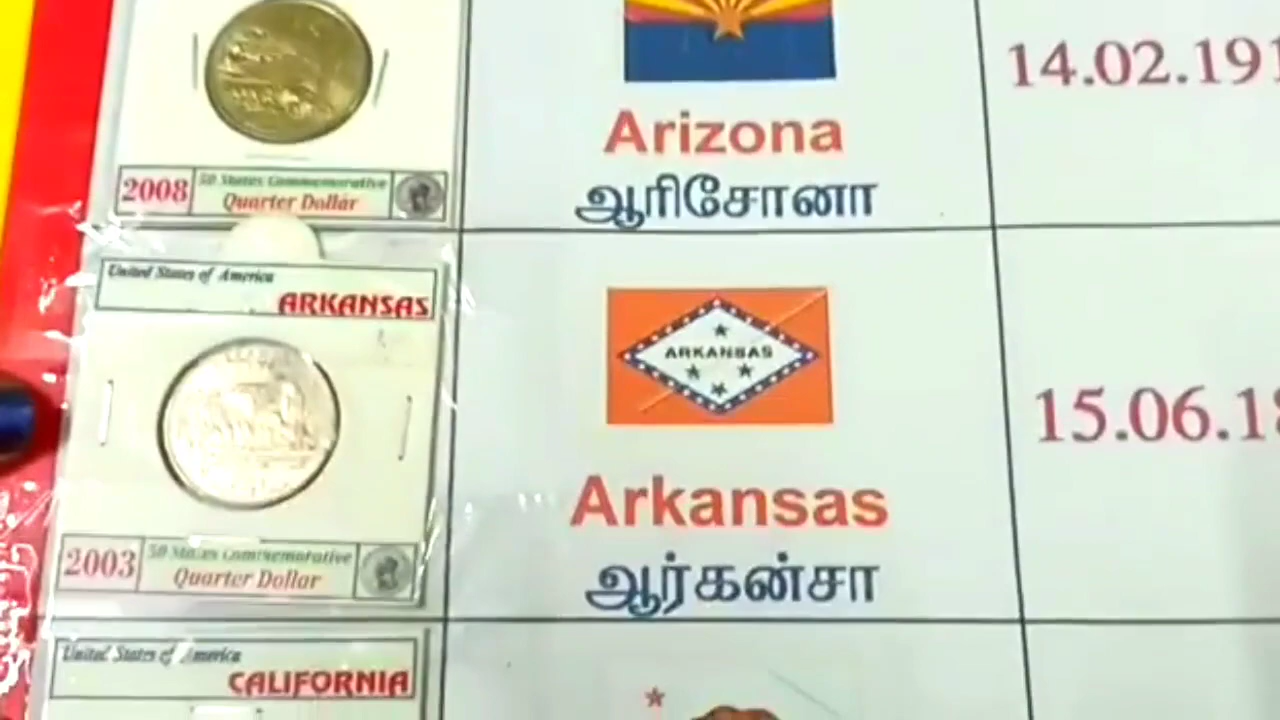 Arizona
ஆரிசோனா
14.02.191
2008
50 States Commemorative
Quarter Dollar
United States of America
ARKANSAS
2003
50 States Commemorative
Quarter Dollar
ARKANSAS
Arkansas
ஆர்கன்சா
15.06.18
United States of America
CALIFORNIA